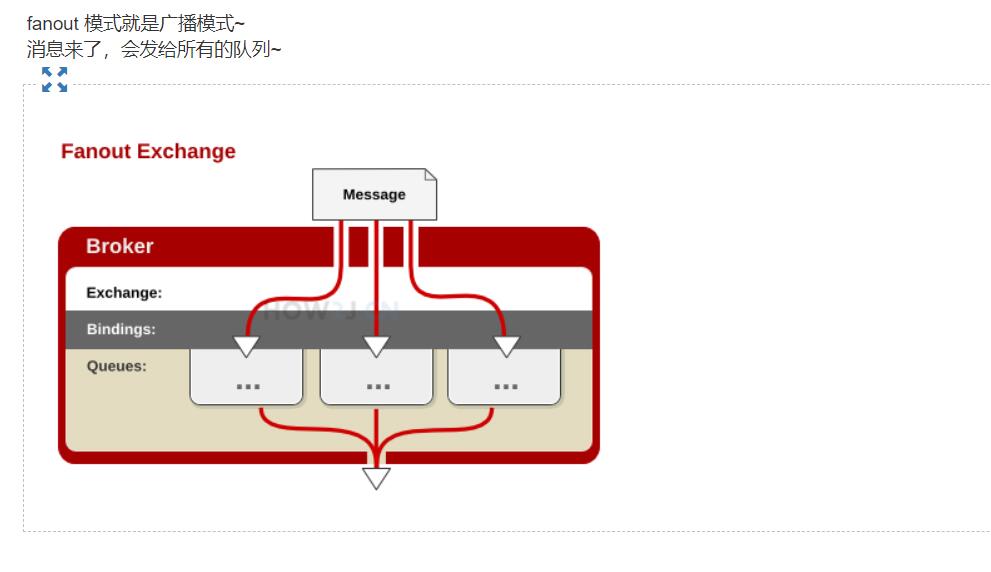 fanout 模式就是广播模式~
消息来了，会发给所有的队列~
Fanout Exchange
Message
Broker
Exchange:
HOW2J.CN
Bindings:
Queues:
... ... ...